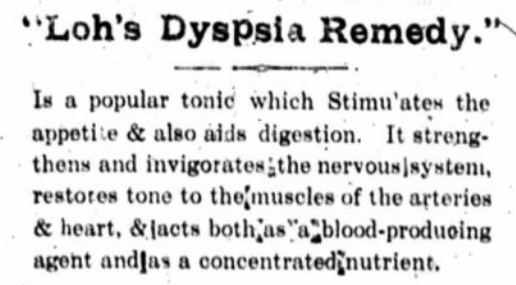 "Loh's Dyspsia Remedy."
Is a popular tonic which Stimu'ates the
appetite & also aids digestion. It streng-
thens and invigorates the nervous system,
restores tone to the muscles of the arteries
& heart, & acts both as a blood-producing
agent and as a concentrated nutrient.